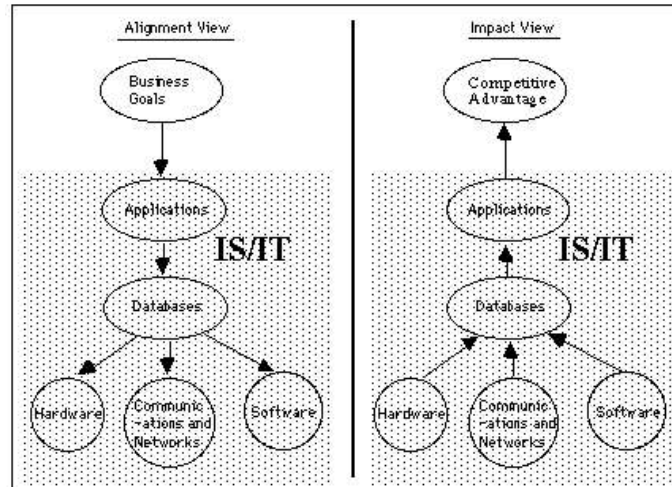 Alignment View
Business
Goals
Applications
IS/IT
Databases
Hardware
Communic
-ations and
Networks
Software
Impact View
Competitive
Advantage
Applications
IS/IT
Databases
Hardware
Communic
-ations and
Networks
Software